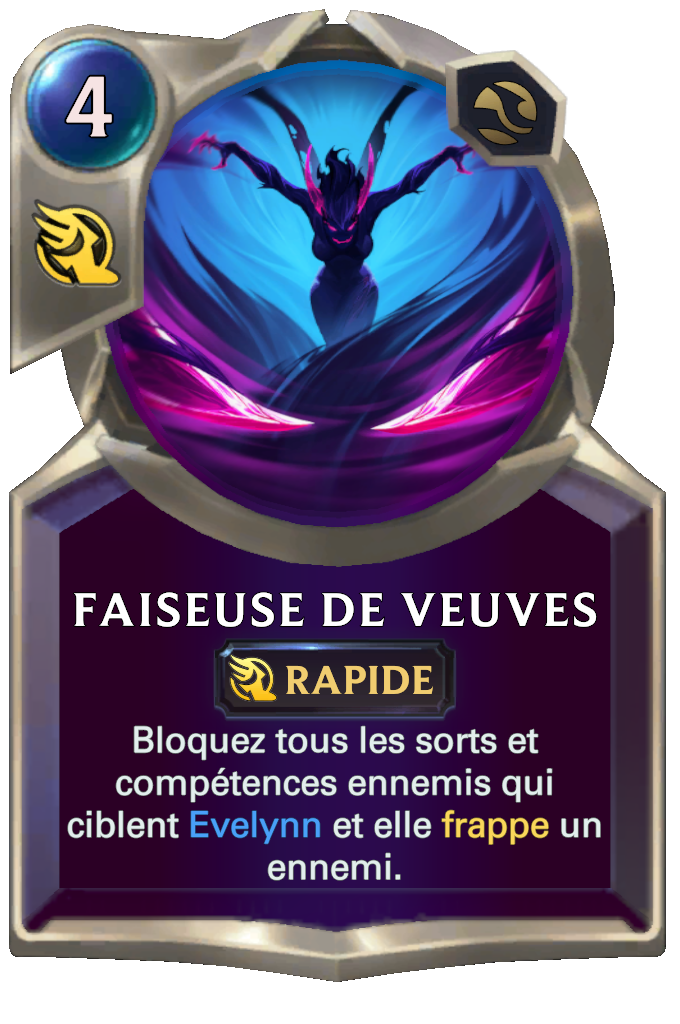 4
FAISEUSE DE VEUVES
RAPIDE
Bloquez tous les sorts et
compétences ennemis qui
ciblent Evelynn et elle frappe un
ennemi.